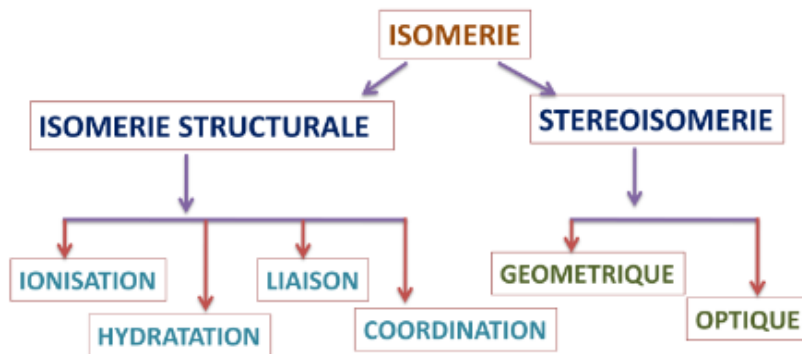 ISOMERIE
ISOMERIE STRUCTURALE
STEREOISOMERIE
IONISATION
HYDRATATION
LIAISON
COORDINATION
GEOMETRIQUE
OPTIQUE